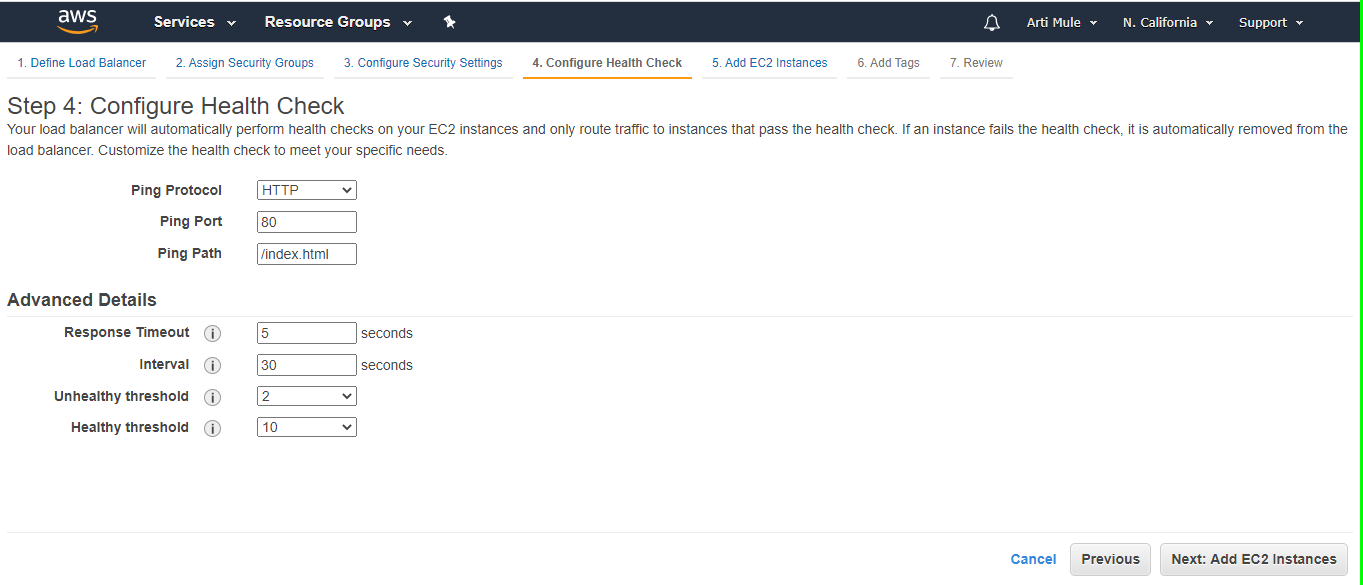 aws Services Resource Groups Arti Mule N. California Support
1. Define Load Balancer 2. Assign Security Groups 3. Configure Security Settings 4. Configure Health Check 5. Add EC2 Instances 6. Add Tags 7. Review
Step 4: Configure Health Check
Your load balancer will automatically perform health checks on your EC2 instances and only route traffic to instances that pass the health check. If an instance fails the health check, it is automatically removed from the
load balancer. Customize the health check to meet your specific needs.
Ping Protocol HTTP
Ping Port 80
Ping Path /index.html
Advanced Details
Response Timeout i 5 seconds
Interval i 30 seconds
Unhealthy threshold i 2
Healthy threshold i 10
Cancel Previous Next: Add EC2 Instances